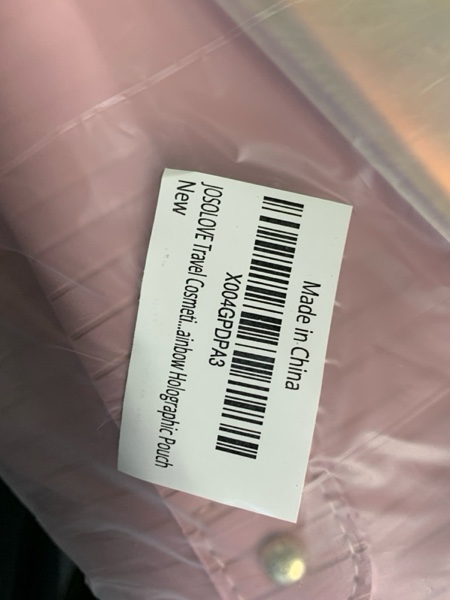 Made in China
X004GPDPA3
JOSOLOVE Travel Cosmeti...ainbow Holographic Pouch
New